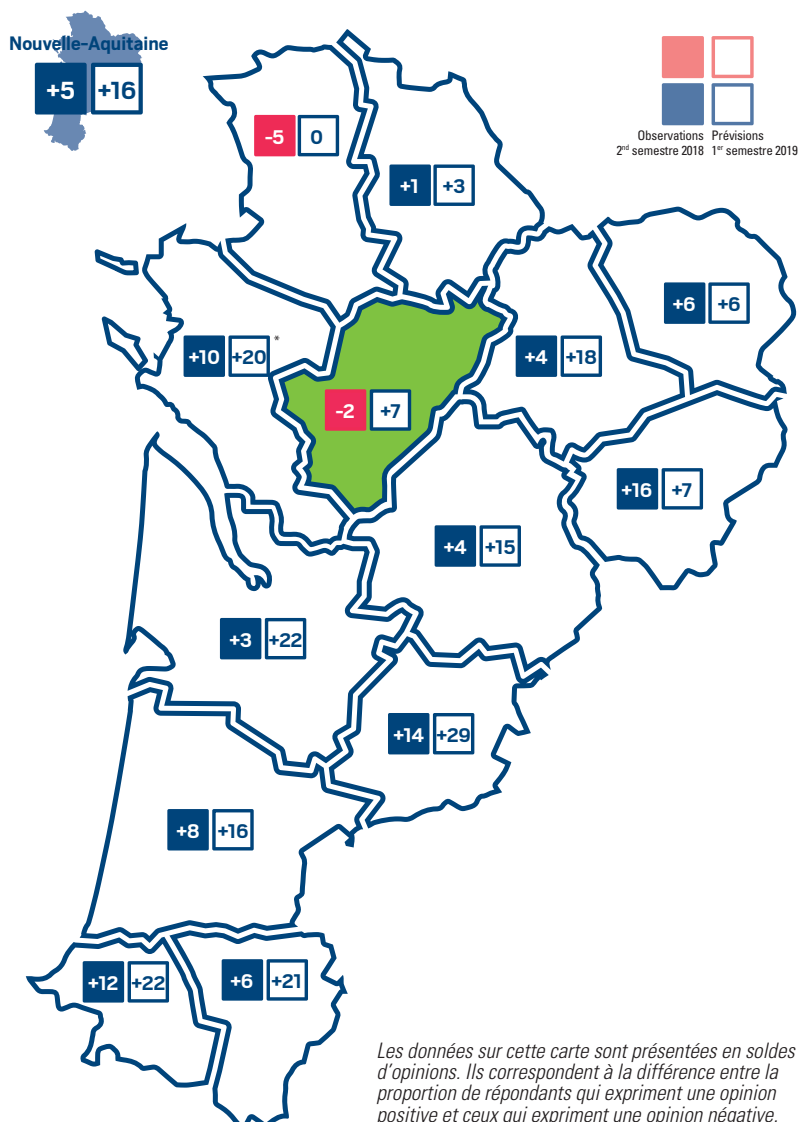 Nouvelle-Aquitaine
+5 +16
Observations Prévisions
2nd semestre 2018 1er semestre 2019
-5 0
+1 +3
+6 +6
+10 +20 *
+4 +18
-2 +7
+16 +7
+4 +15
+3 +22
+14 +29
+8 +16
+12 +22
+6 +21
Les données sur cette carte sont présentées en soldes
d'opinions. Ils correspondent à la différence entre la
proportion de répondants qui expriment une opinion
positive et ceux qui expriment une opinion négative.